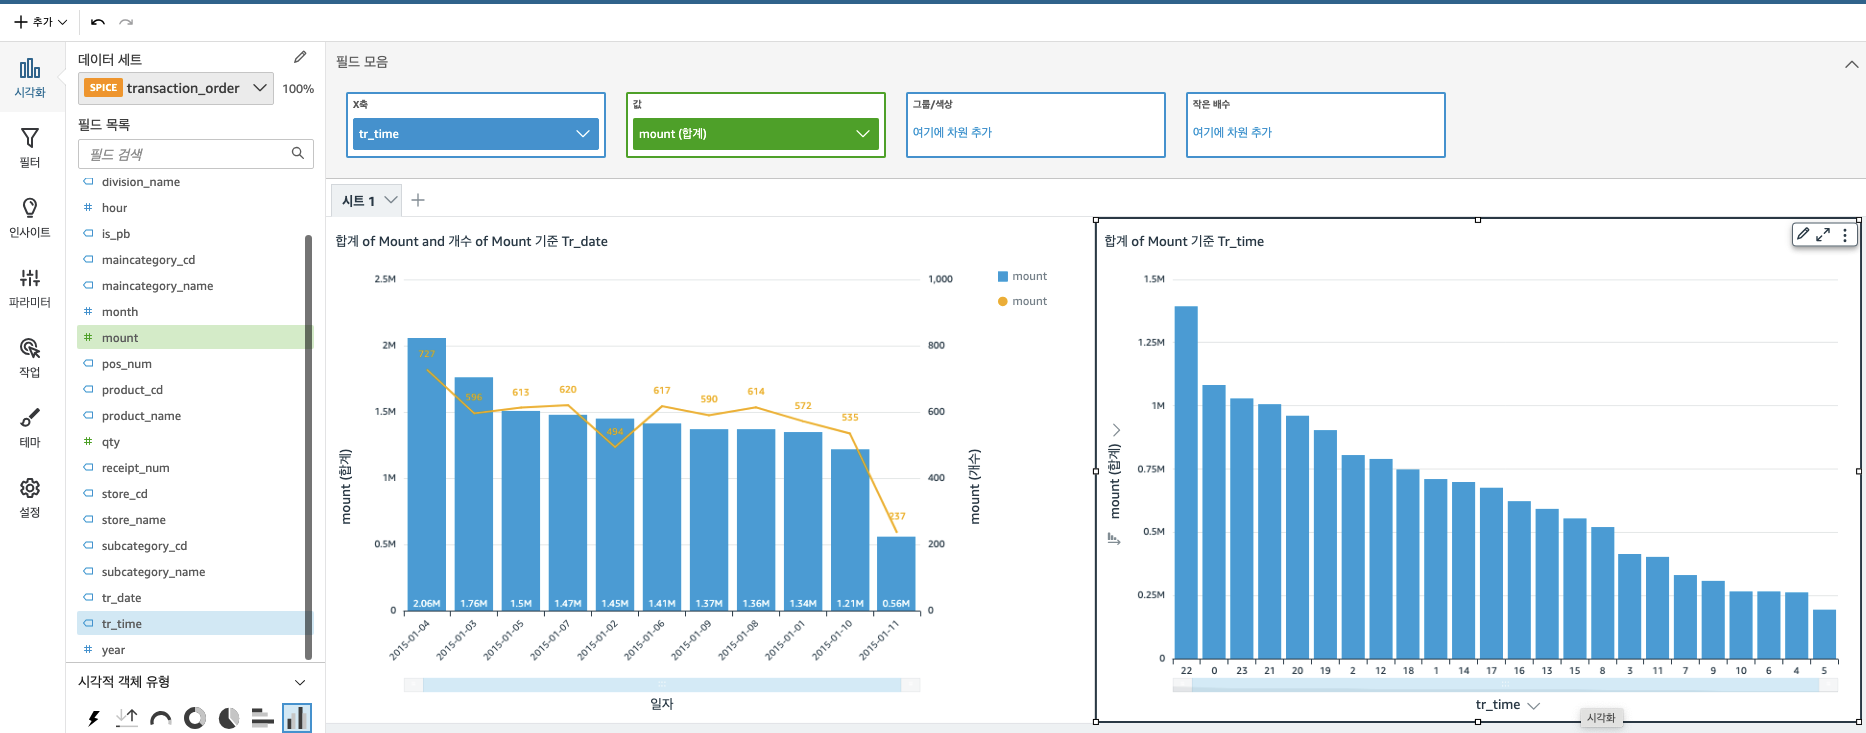 추가
시각화
필터
인사이트
파라미터
작업
테마
설정
데이터 세트
SPICE transaction_order 100%
필드 목록
필드 검색
division_name
# hour
is_pb
maincategory_cd
maincategory_name
# month
# mount
pos_num
product_cd
product_name
# qty
receipt_num
store_cd
store_name
subcategory_cd
subcategory_name
tr_date
tr_time
# year
시각적 객체 유형
필드 모음
X축
tr_time
값
mount (합계)
그룹/색상
여기에 차원 추가
작은 배수
여기에 차원 추가
시트 1
합계 of Mount and 개수 of Mount 기준 Tr_date
mount
mount
2.5M
2M
1.5M
1M
0.5M
0
mount (합계)
1,000
800
600
400
200
0
mount (개수)
727
596
613
620
494
617
590
614
572
535
237
2.06M 1.76M 1.5M 1.47M 1.45M 1.41M 1.37M 1.36M 1.34M 1.21M 0.56M
2015-01-04 2015-01-03 2015-01-05 2015-01-07 2015-01-02 2015-01-06 2015-01-09 2015-01-08 2015-01-01 2015-01-10 2015-01-11
일자
합계 of Mount 기준 Tr_time
1.5M
1.25M
1M
0.75M
0.5M
0.25M
0
mount (합계)
22 0 23 21 20 19 2 12 18 1 14 17 16 13 15 8 3 11 7 9 10 6 4 5
tr_time
시각화